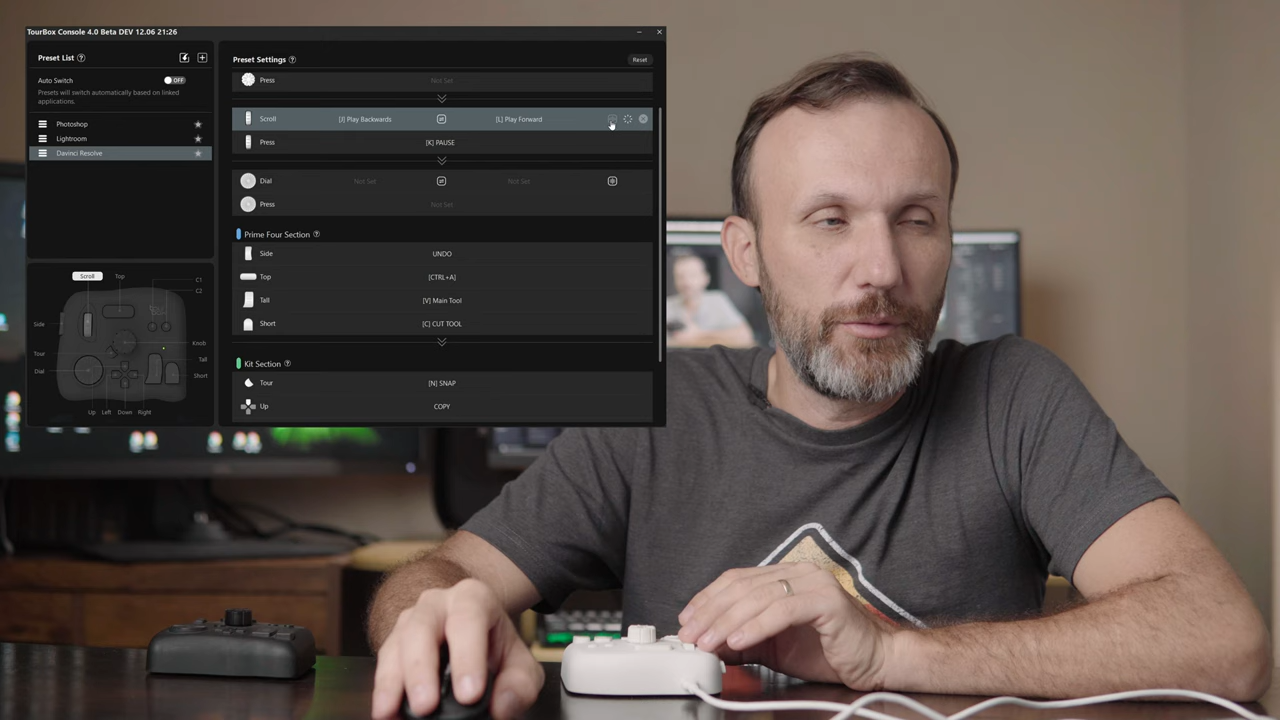 TourBox Console 4.0 Beta DEV 12.06 21:26
Preset List
Auto Switch
OFF
Presets will switch automatically based on linked
applications.
Photoshop
Lightroom
Davinci Resolve
Scroll
Top
C1
C2
Side
Knob
Tour
Tall
Dial
Short
Up
Left
Down
Right
Preset Settings
Reset
Press
Not Set
Scroll
[J] Play Backwards
[L] Play Forward
Press
[K] PAUSE
Dial
Not Set
Not Set
Press
Not Set
Prime Four Section
Side
UNDO
Top
[CTRL+A]
Tall
[V] Main Tool
Short
[C] CUT TOOL
Kit Section
Tour
[N] SNAP
Up
COPY